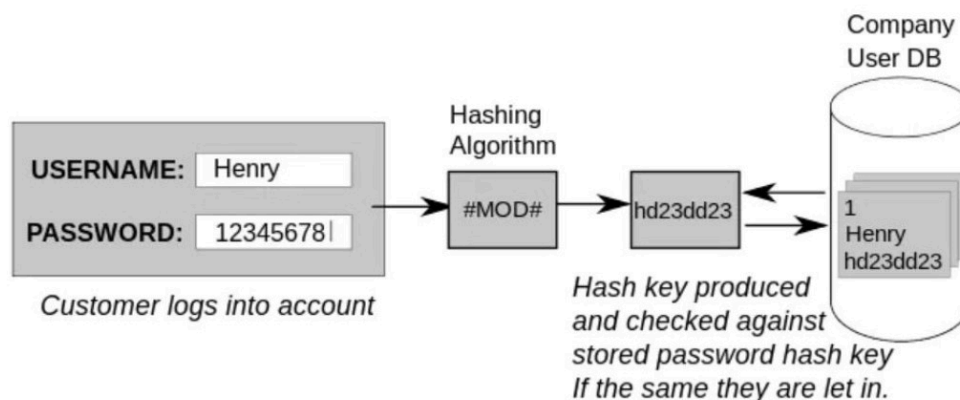 Company
User DB
Hashing
Algorithm
USERNAME: Henry
PASSWORD: 12345678
#MOD#
hd23dd23
1
Henry
hd23dd23
Customer logs into account
Hash key produced
and checked against
stored password hash key
If the same they are let in.